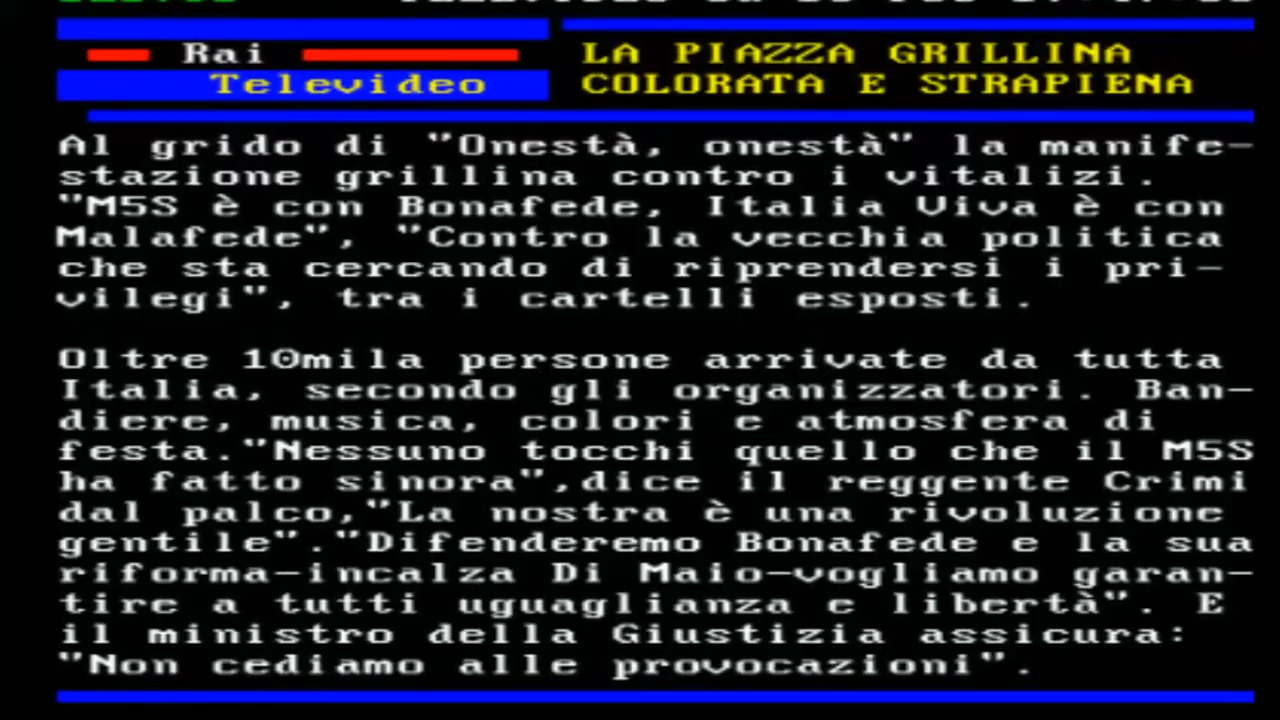 Rai
Televideo
LA PIAZZA GRILLINA
COLORATA E STRAPIENA
Al grido di "Onestà, onestà" la manife-
stazione grillina contro i vitalizi.
"M5S è con Bonafede, Italia Viva è con
Malafede", "Contro la vecchia politica
che sta cercando di riprendersi i pri-
vilegi", tra i cartelli esposti.
Oltre 10mila persone arrivate da tutta
Italia, secondo gli organizzatori. Ban-
diere, musica, colori e atmosfera di
festa."Nessuno tocchi quello che il M5S
ha fatto sinora",dice il reggente Crimi
dal palco,"La nostra è una rivoluzione
gentile"."Difenderemo Bonafede e la sua
riforma-incalza Di Maio-vogliamo garan-
tire a tutti uguaglianza e libertà". E
il ministro della Giustizia assicura:
"Non cediamo alle provocazioni".